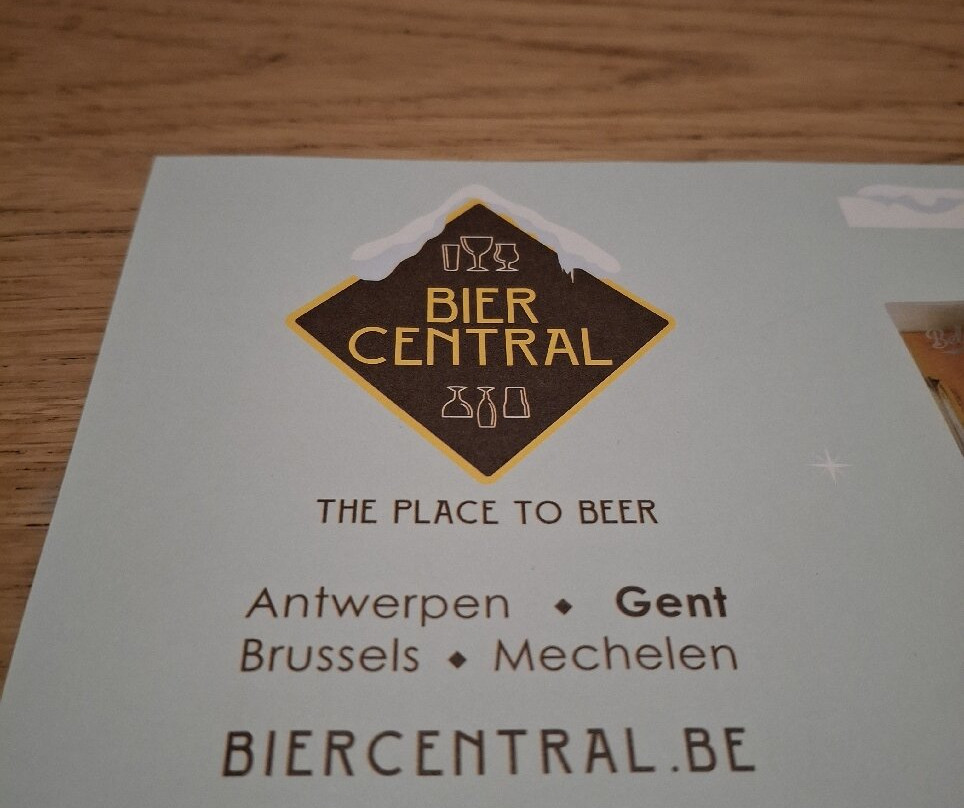 BIER
CENTRAL
THE PLACE TO BEER
Antwerpen ◆ Gent
Brussels ◆ Mechelen
BIERCENTRAL.BE